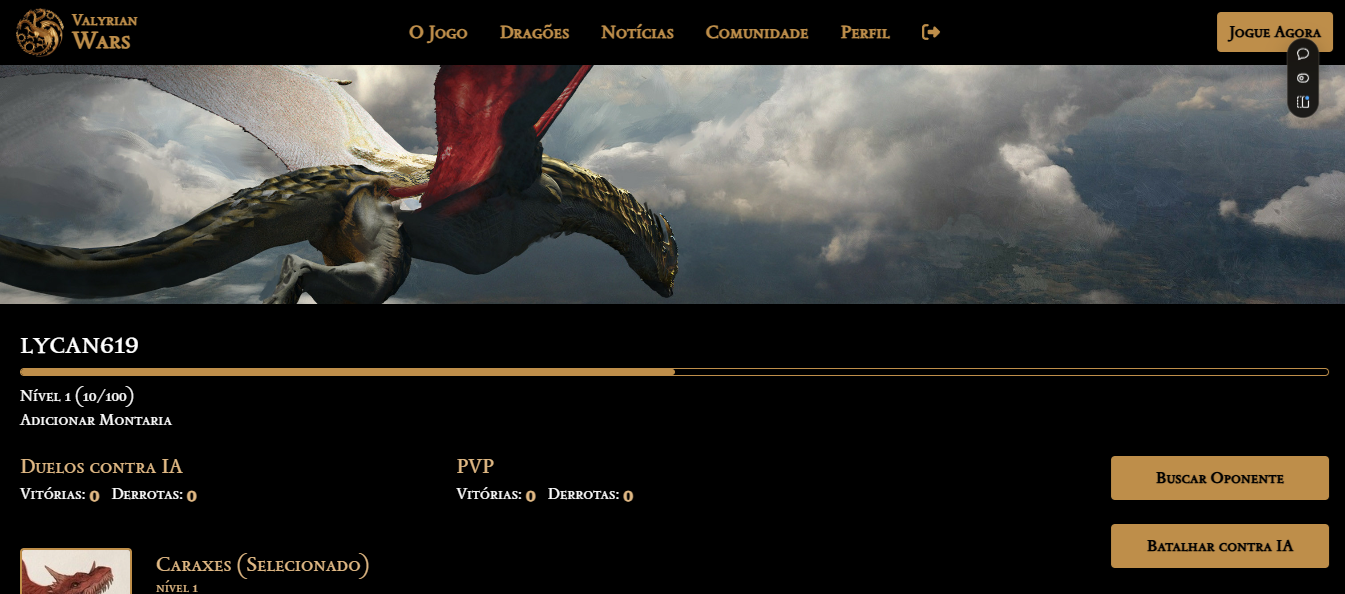 Valyrian
Wars
O Jogo
Dragões
Notícias
Comunidade
Perfil
Jogue Agora
LYCAN619
Nível 1 (10/100)
Adicionar Montaria
Duelos contra IA
Vitórias: 0 Derrotas: 0
PVP
Vitórias: 0 Derrotas: 0
Buscar Oponente
Batalhar contra IA
Caraxes (Selecionado)
nível 1